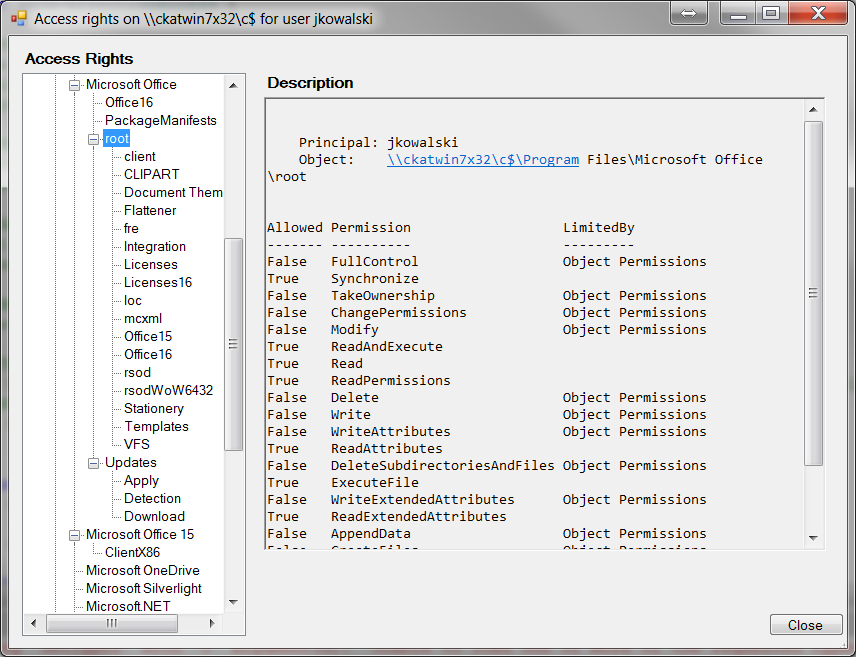 Access rights on \\ckatwin7x32\c$ for user jkowalski
Access Rights
Microsoft Office
Office16
PackageManifests
root
client
CLIPART
Document Them
Flattener
fre
Integration
Licenses
Licenses16
loc
mcxml
Office15
Office16
rsod
rsodWoW6432
Stationery
Templates
VFS
Updates
Apply
Detection
Download
Microsoft Office 15
ClientX86
Microsoft OneDrive
Microsoft Silverlight
Microsoft.NET
Description
Principal: jkowalski
Object: \\ckatwin7x32\c$\Program Files\Microsoft Office
\root
Allowed Permission LimitedBy
------- ---------- ---------
False FullControl Object Permissions
True Synchronize
False TakeOwnership Object Permissions
False ChangePermissions Object Permissions
False Modify Object Permissions
True ReadAndExecute
True Read
True ReadPermissions
False Delete Object Permissions
False Write Object Permissions
False WriteAttributes Object Permissions
True ReadAttributes
False DeleteSubdirectoriesAndFiles Object Permissions
True ExecuteFile
False WriteExtendedAttributes Object Permissions
True ReadExtendedAttributes
False AppendData Object Permissions
False CreateFiles Object Permissions
Close